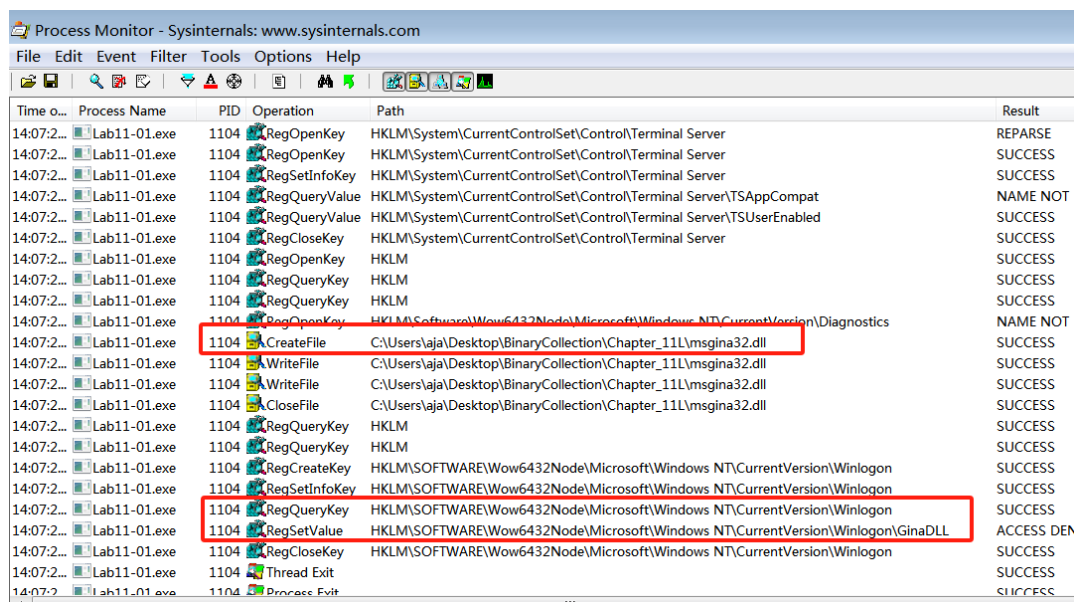 Process Monitor - Sysinternals: www.sysinternals.com
File Edit Event Filter Tools Options Help
Time o... Process Name PID Operation Path Result
14:07:2... Lab11-01.exe 1104 RegOpenKey HKLM\System\CurrentControlSet\Control\Terminal Server REPARSE
14:07:2... Lab11-01.exe 1104 RegOpenKey HKLM\System\CurrentControlSet\Control\Terminal Server SUCCESS
14:07:2... Lab11-01.exe 1104 RegSetInfoKey HKLM\System\CurrentControlSet\Control\Terminal Server SUCCESS
14:07:2... Lab11-01.exe 1104 RegQueryValue HKLM\System\CurrentControlSet\Control\Terminal Server\TSAppCompat NAME NOT
14:07:2... Lab11-01.exe 1104 RegQueryValue HKLM\System\CurrentControlSet\Control\Terminal Server\TSUserEnabled SUCCESS
14:07:2... Lab11-01.exe 1104 RegCloseKey HKLM\System\CurrentControlSet\Control\Terminal Server SUCCESS
14:07:2... Lab11-01.exe 1104 RegOpenKey HKLM SUCCESS
14:07:2... Lab11-01.exe 1104 RegQueryKey HKLM SUCCESS
14:07:2... Lab11-01.exe 1104 RegQueryKey HKLM SUCCESS
14:07:2... Lab11-01.exe 1104 RegOpenKey HKLM\Software\Wow6432Node\Microsoft\Windows NT\CurrentVersion\Diagnostics NAME NOT
14:07:2... Lab11-01.exe 1104 CreateFile C:\Users\aja\Desktop\BinaryCollection\Chapter_11L\msgina32.dll SUCCESS
14:07:2... Lab11-01.exe 1104 WriteFile C:\Users\aja\Desktop\BinaryCollection\Chapter_11L\msgina32.dll SUCCESS
14:07:2... Lab11-01.exe 1104 WriteFile C:\Users\aja\Desktop\BinaryCollection\Chapter_11L\msgina32.dll SUCCESS
14:07:2... Lab11-01.exe 1104 CloseFile C:\Users\aja\Desktop\BinaryCollection\Chapter_11L\msgina32.dll SUCCESS
14:07:2... Lab11-01.exe 1104 RegQueryKey HKLM SUCCESS
14:07:2... Lab11-01.exe 1104 RegQueryKey HKLM SUCCESS
14:07:2... Lab11-01.exe 1104 RegCreateKey HKLM\SOFTWARE\Wow6432Node\Microsoft\Windows NT\CurrentVersion\Winlogon SUCCESS
14:07:2... Lab11-01.exe 1104 RegSetInfoKey HKLM\SOFTWARE\Wow6432Node\Microsoft\Windows NT\CurrentVersion\Winlogon SUCCESS
14:07:2... Lab11-01.exe 1104 RegQueryKey HKLM\SOFTWARE\Wow6432Node\Microsoft\Windows NT\CurrentVersion\Winlogon SUCCESS
14:07:2... Lab11-01.exe 1104 RegSetValue HKLM\SOFTWARE\Wow6432Node\Microsoft\Windows NT\CurrentVersion\Winlogon\GinaDLL ACCESS DEN
14:07:2... Lab11-01.exe 1104 RegCloseKey HKLM\SOFTWARE\Wow6432Node\Microsoft\Windows NT\CurrentVersion\Winlogon SUCCESS
14:07:2... Lab11-01.exe 1104 Thread Exit SUCCESS
14:07:2... Lab11-01.exe 1104 Process Exit SUCCESS